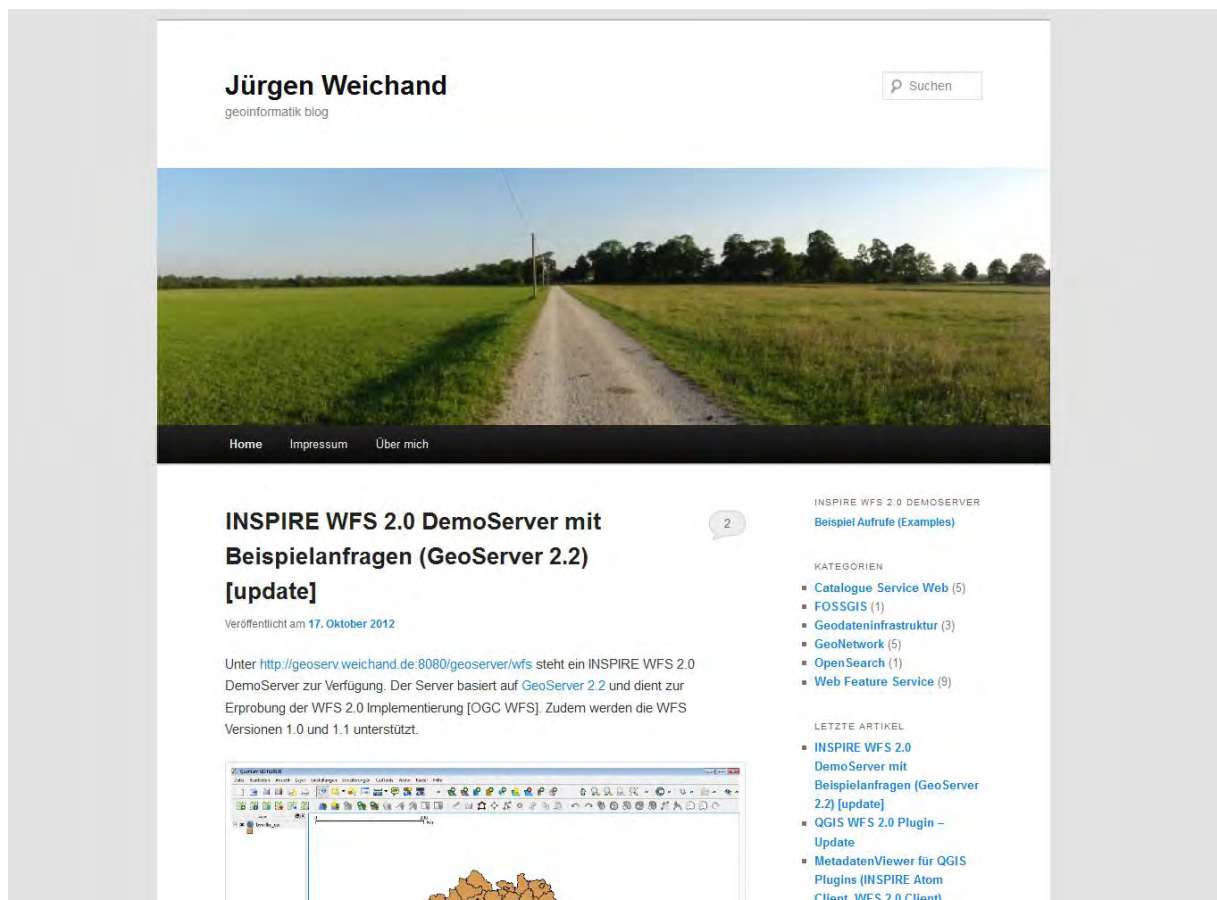 Jürgen Weichand
geoinformatik blog
Suchen
Home Impressum Über mich
INSPIRE WFS 2.0 DemoServer mit
Beispielanfragen (GeoServer 2.2)
[update]
2
Veröffentlicht am 17. Oktober 2012
Unter http://geoserv.weichand.de:8080/geoserver/wfs steht ein INSPIRE WFS 2.0
DemoServer zur Verfügung. Der Server basiert auf GeoServer 2.2 und dient zur
Erprobung der WFS 2.0 Implementierung [OGC WFS]. Zudem werden die WFS
Versionen 1.0 und 1.1 unterstützt.
INSPIRE WFS 2.0 DEMOSERVER
Beispiel Aufrufe (Examples)
KATEGORIEN
Catalogue Service Web (5)
FOSSGIS (1)
Geodateninfrastruktur (3)
GeoNetwork (5)
OpenSearch (1)
Web Feature Service (9)
LETZTE ARTIKEL
INSPIRE WFS 2.0
DemoServer mit
Beispielanfragen (GeoServer
2.2) [update]
QGIS WFS 2.0 Plugin –
Update
MetadatenViewer für QGIS
Plugins (INSPIRE Atom
Client, WFS 2.0 Client)